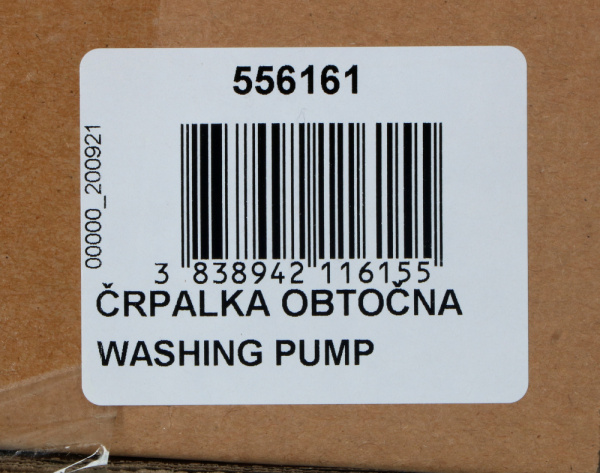 556161
00000_200921
3 838942 116155
ČRPALKA OBTOČNA
WASHING PUMP